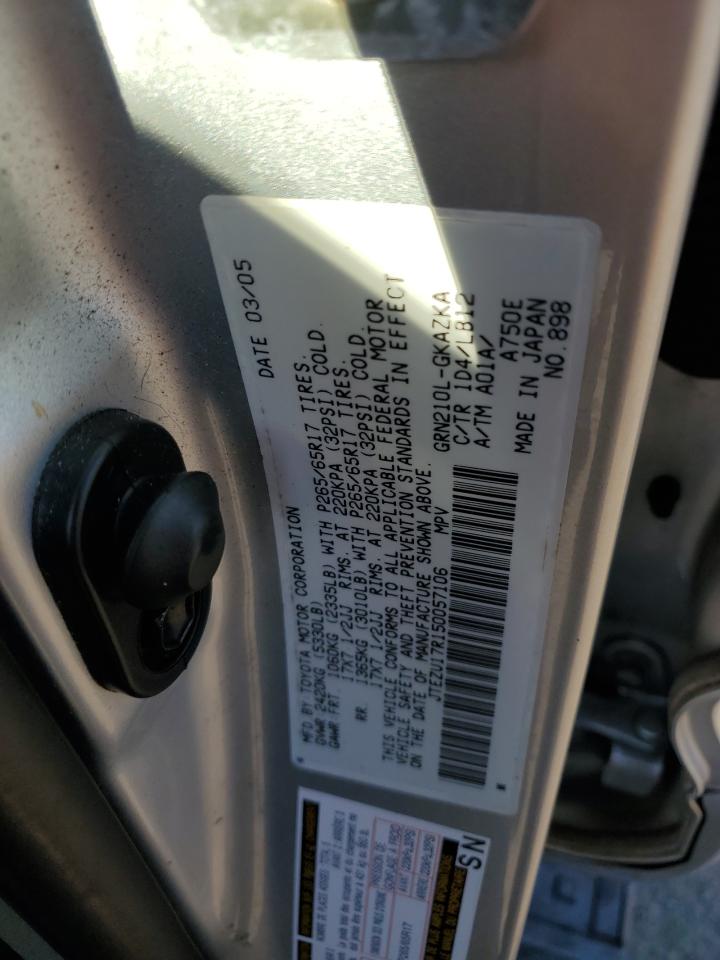 DATE 03/05
MFD BY TOYOTA MOTOR CORPORATION
GVWR 2420KG (5330LB)
GAWR FRT. 1060KG (2335LB) WITH P265/65R17 TIRES.
17X7 1/2JJ RIMS. AT 220KPA (32PSI) COLD.
RR. 1365KG (3010LB) WITH P265/65R17 TIRES.
17X7 1/2JJ RIMS. AT 220KPA (32PSI) COLD.
THIS VEHICLE CONFORMS TO ALL APPLICABLE FEDERAL MOTOR
VEHICLE SAFETY AND THEFT PREVENTION STANDARDS IN EFFECT
ON THE DATE OF MANUFACTURE SHOWN ABOVE.
JTEZU17R150057106 MPV
GRN210L-GKAZKA
C/TR 1D4/LB12
A/TM A01A/
A750E
MADE IN JAPAN
NO.898
SN